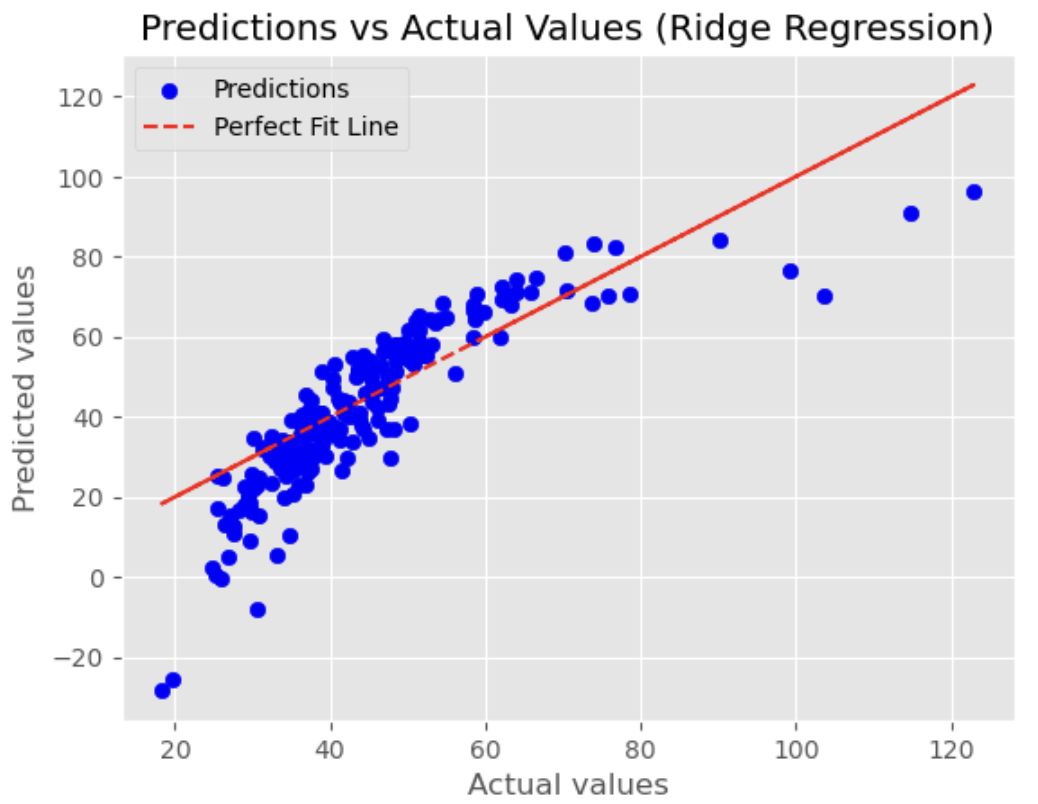 Predictions vs Actual Values (Ridge Regression)
Predictions
Perfect Fit Line
120
100
80
60
40
20
0
−20
Predicted values
20 40 60 80 100 120
Actual values